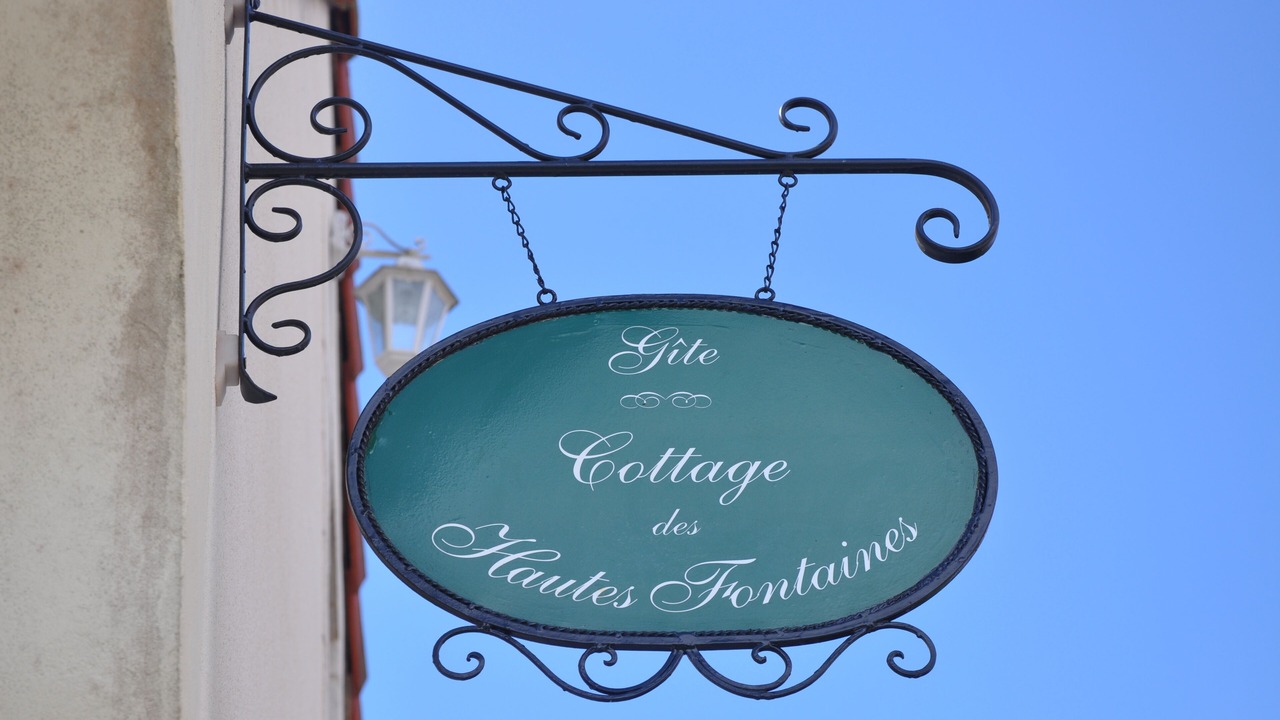 Gîte
Cottage
des
Hautes Fontaines